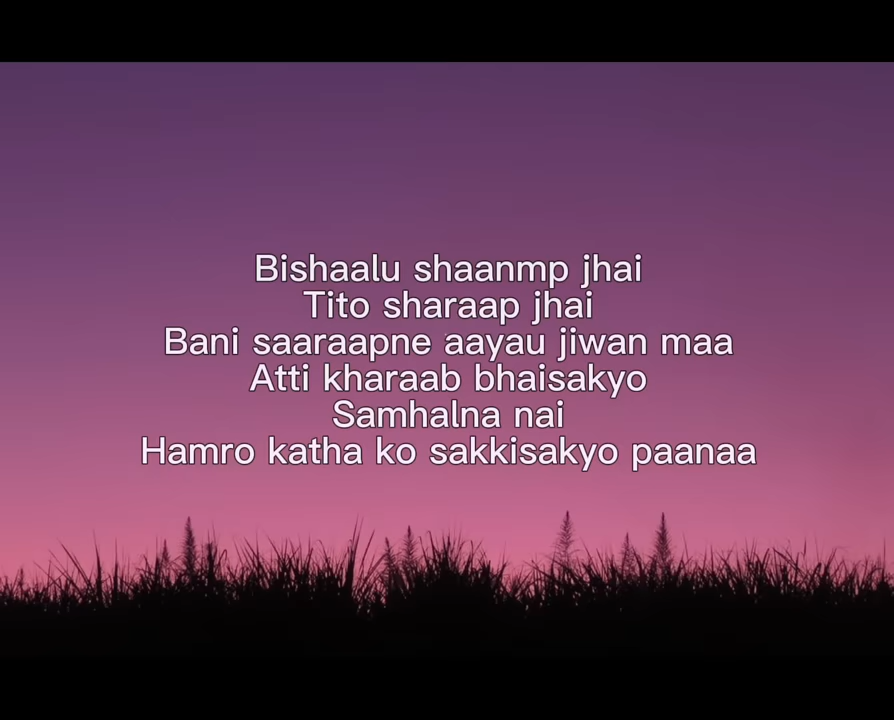 Bishaalu shaanmp jhai
Tito sharaap jhai
Bani saaraapne aayau jiwan maa
Atti kharaab bhaisakyo
Samhalna nai
Hamro katha ko sakkisakyo paanaa